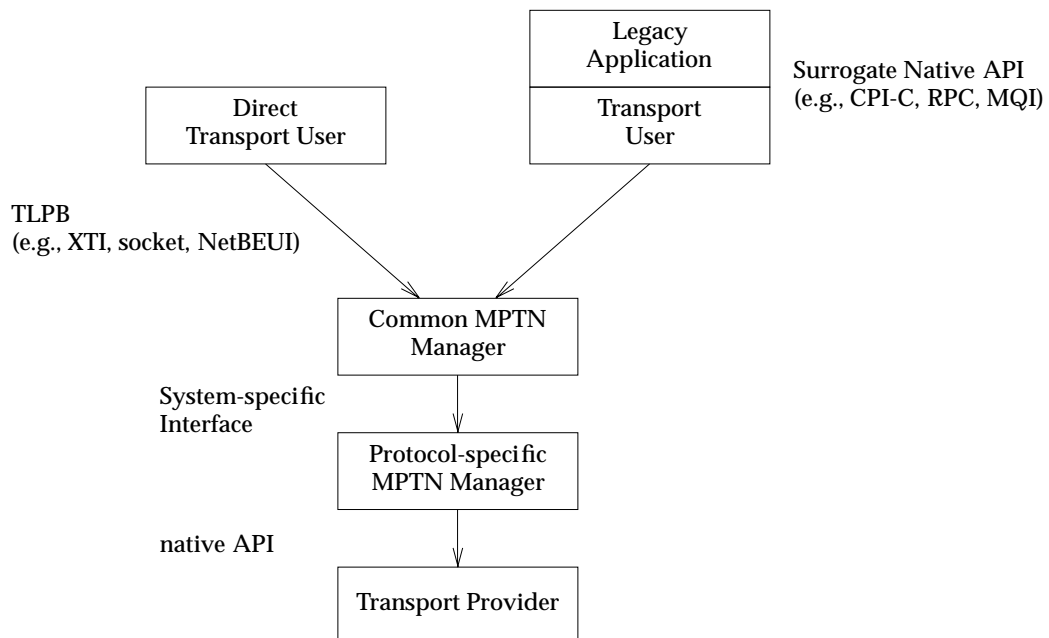 Legacy
Application
Surrogate Native API
(e.g., CPI-C, RPC, MQI)
Direct
Transport User
Transport
User
TLPB
(e.g., XTI, socket, NetBEUI)
Common MPTN
Manager
System-specific
Interface
Protocol-specific
MPTN Manager
native API
Transport Provider